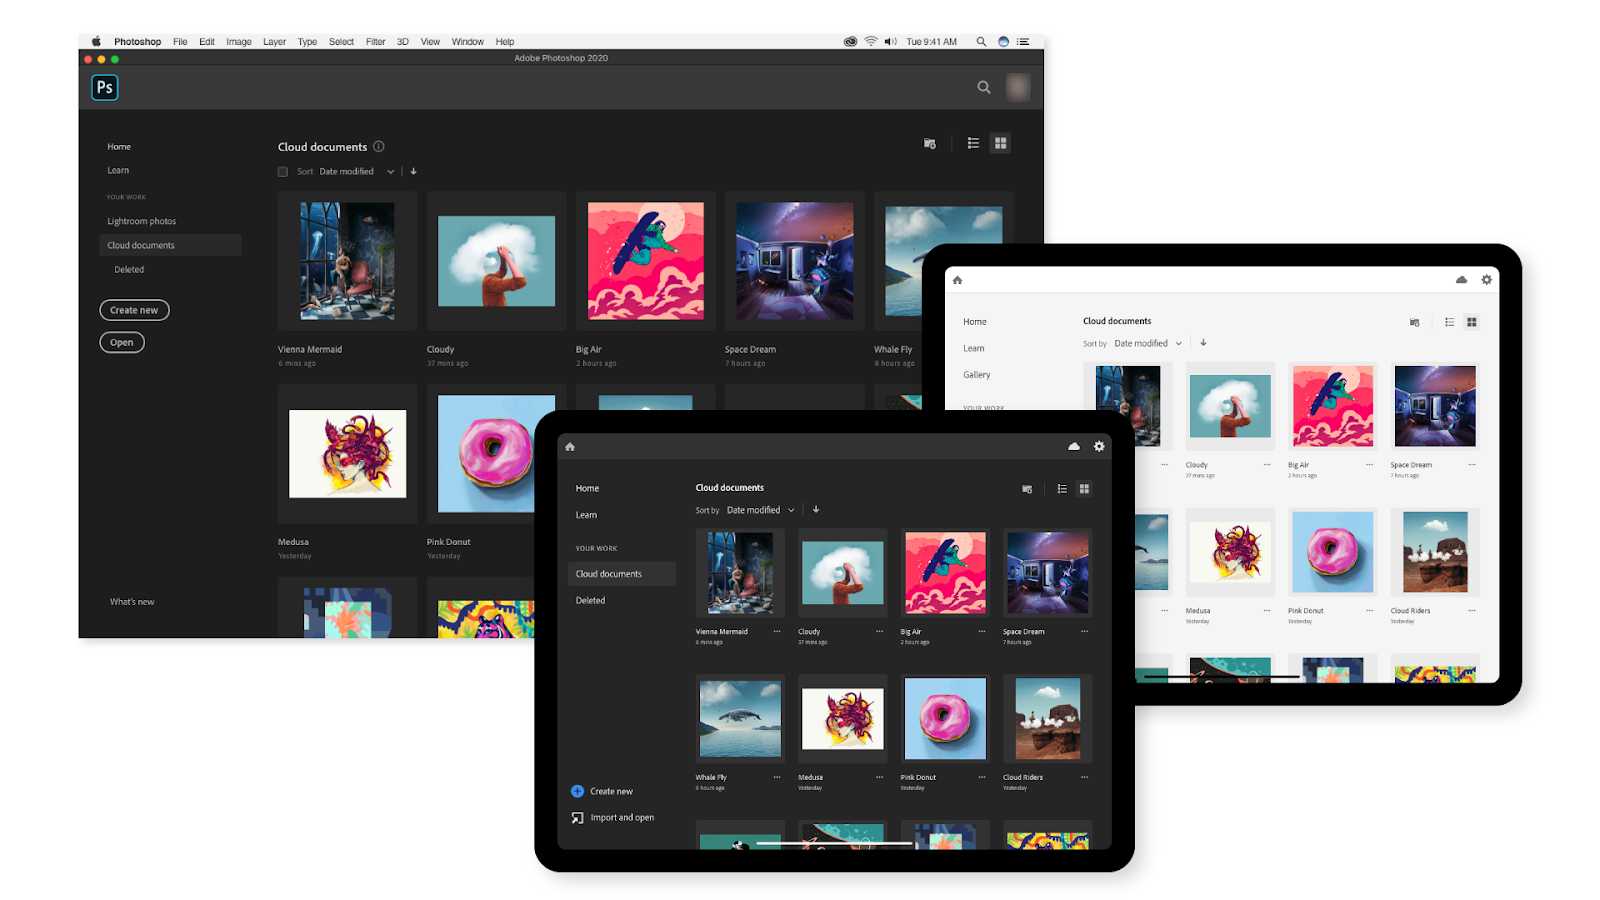 Photoshop File Edit Image Layer Type Select Filter 3D View Window Help Tue 9:41 AM
Adobe Photoshop 2020
Ps
Home
Learn
YOUR WORK
Lightroom photos
Cloud documents
Deleted
Create new
Open
What's new
Cloud documents
Sort Date modified
Vienna Mermaid
6 mins ago
Cloudy
37 mins ago
Big Air
2 hours ago
Space Dream
7 hours ago
Whale Fly
8 hours ago
Medusa
Yesterday
Pink Donut
Yesterday
Home
Learn
Gallery
YOUR WORK
Cloud documents
Sort by Date modified
Cloudy
37 mins ago
Big Air
2 hours ago
Space Dream
7 hours ago
Medusa
Yesterday
Pink Donut
Yesterday
Cloud Riders
Yesterday
Home
Learn
YOUR WORK
Cloud documents
Deleted
Create new
Import and open
Cloud documents
Sort by Date modified
Vienna Mermaid
6 mins ago
Cloudy
37 mins ago
Big Air
2 hours ago
Space Dream
7 hours ago
Whale Fly
8 hours ago
Medusa
Yesterday
Pink Donut
Yesterday
Cloud Riders
Yesterday